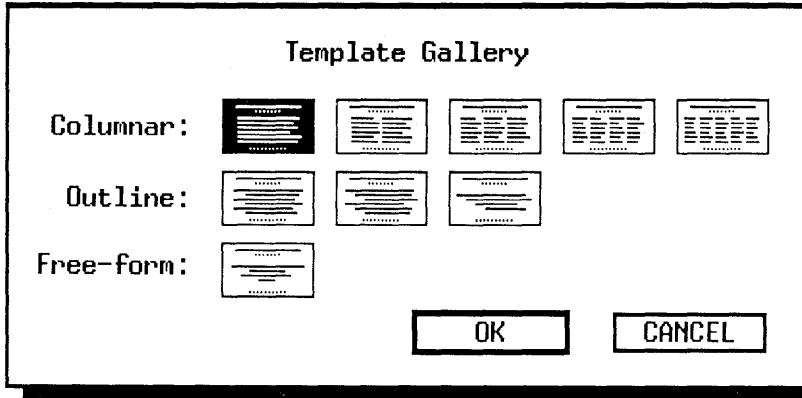 Template Gallery
Columnar:
Outline:
Free-form:
OK CANCEL